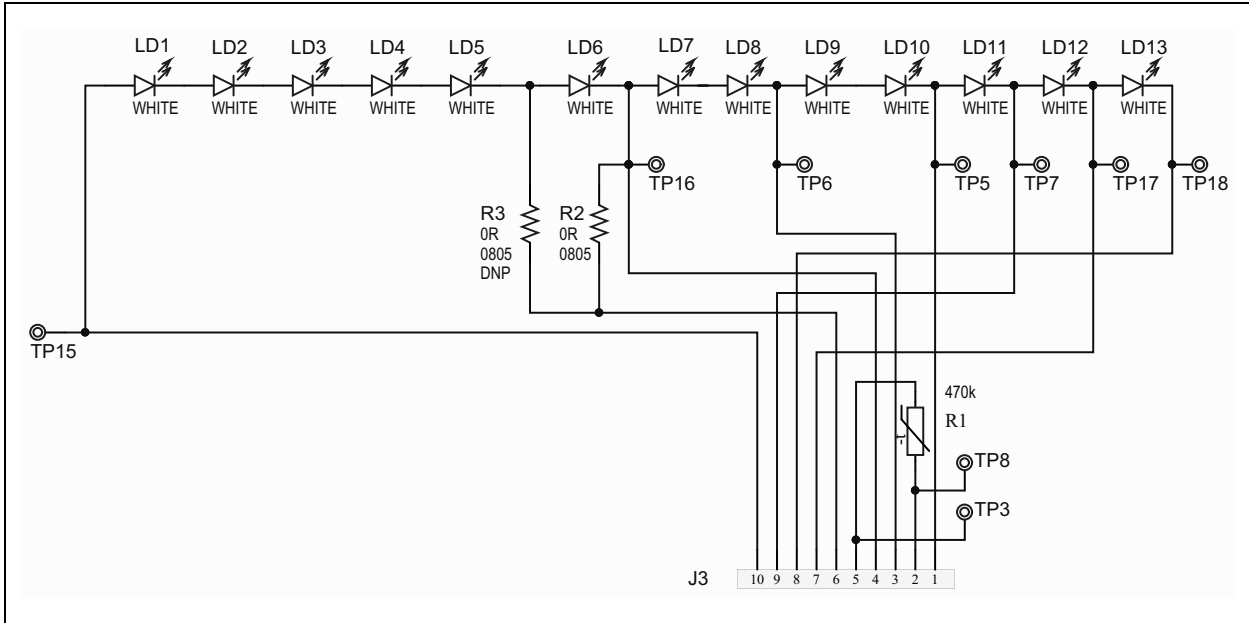 LD1 LD2 LD3 LD4 LD5 LD6 LD7 LD8 LD9 LD10 LD11 LD12 LD13
WHITE WHITE WHITE WHITE WHITE WHITE WHITE WHITE WHITE WHITE WHITE WHITE WHITE
TP16 TP6 TP5 TP7 TP17 TP18
R3 R2
0R 0R
0805 0805
DNP
TP15
470k
R1
-t
TP8
TP3
J3 10 9 8 7 6 5 4 3 2 1